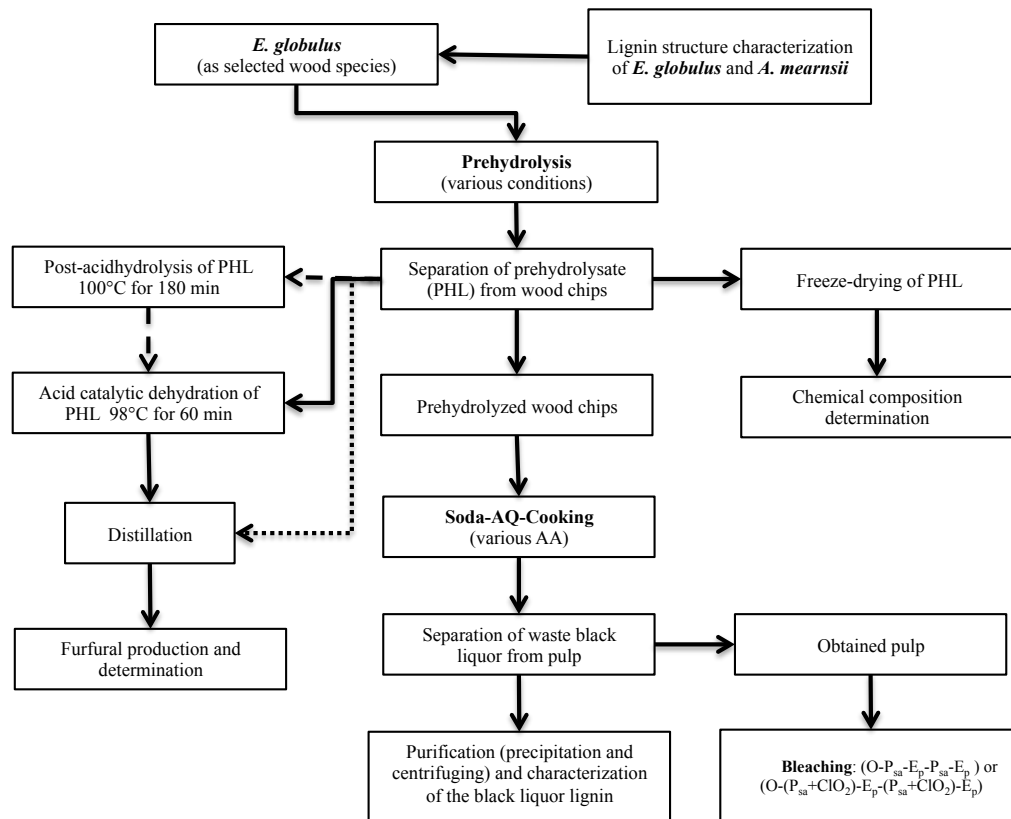 E. globulus
(as selected wood species)
Lignin structure characterization
of E. globulus and A. mearnsii
Prehydrolysis
(various conditions)
Post-acidhydrolysis of PHL
100°C for 180 min
Separation of prehydrolysate
(PHL) from wood chips
Freeze-drying of PHL
Acid catalytic dehydration of
PHL 98°C for 60 min
Prehydrolyzed wood chips
Chemical composition
determination
Distillation
Soda-AQ-Cooking
(various AA)
Furfural production and
determination
Separation of waste black
liquor from pulp
Obtained pulp
Purification (precipitation and
centrifuging) and characterization
of the black liquor lignin
Bleaching: (O-Psa-Ep-Psa-Ep ) or
(O-(Psa+ClO2)-Ep-(Psa+ClO2)-Ep)